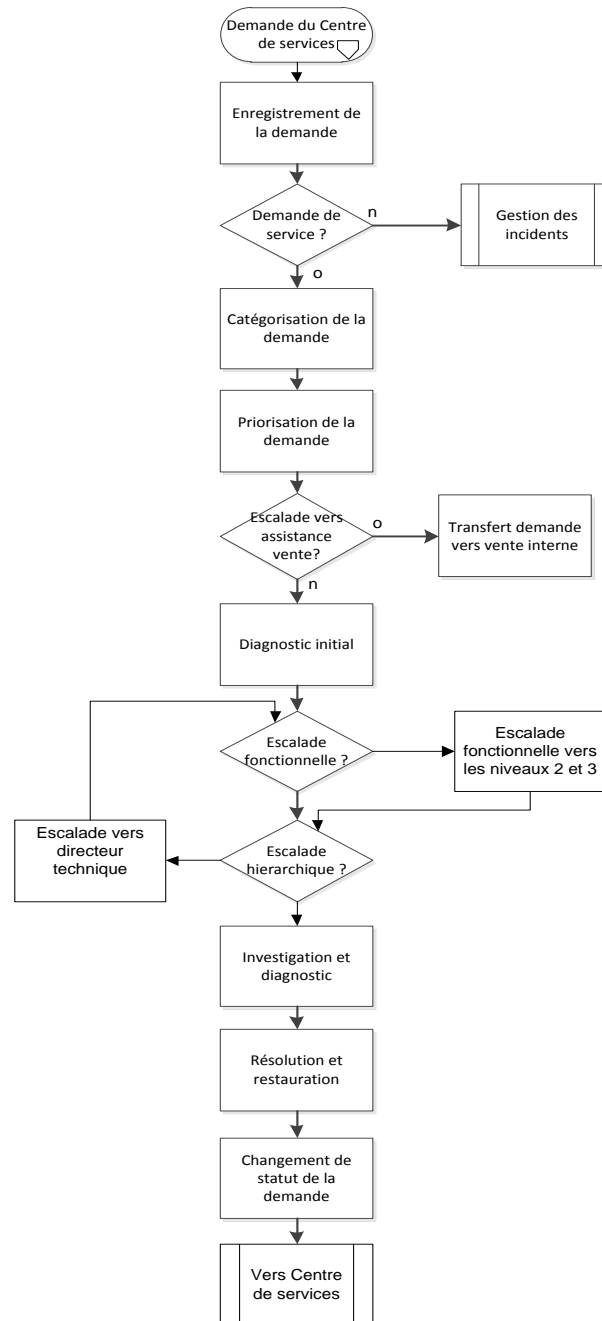 Demande du Centre
de services
Enregistrement de
la demande
Demande de
service ?
n
Gestion des
incidents
o
Catégorisation de la
demande
Priorisation de la
demande
Escalade vers
assistance
vente?
o
Transfert demande
vers vente interne
n
Diagnostic initial
Escalade
fonctionnelle ?
Escalade
fonctionnelle vers
les niveaux 2 et 3
Escalade vers
directeur
technique
Escalade
hierarchique ?
Investigation et
diagnostic
Résolution et
restauration
Changement de
statut de la
demande
Vers Centre
de services